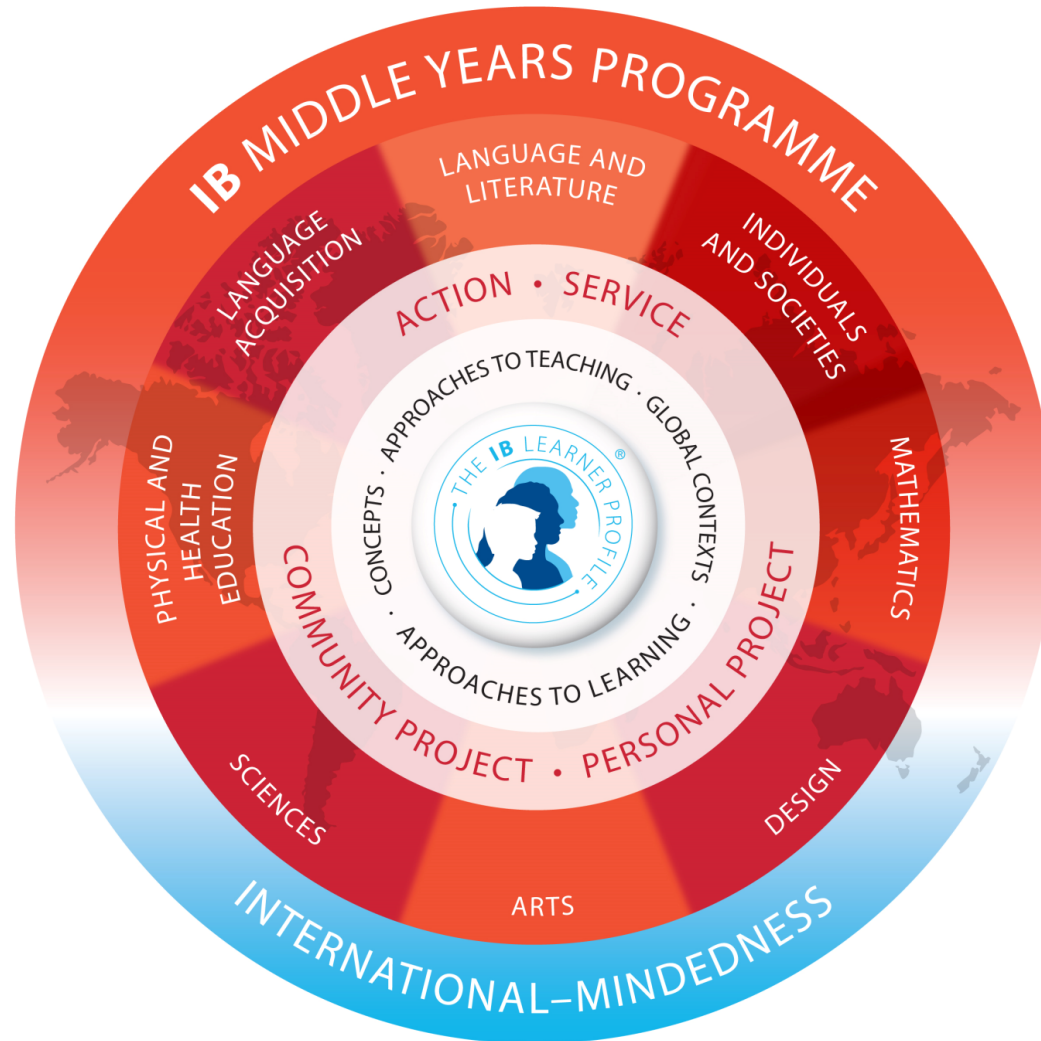 IB MIDDLE YEARS PROGRAMME
LANGUAGE AND
LITERATURE
INDIVIDUALS
AND SOCIETIES
MATHEMATICS
DESIGN
ARTS
SCIENCES
PHYSICAL AND
HEALTH
EDUCATION
LANGUAGE
ACQUISITION
ACTION • SERVICE
COMMUNITY PROJECT • PERSONAL PROJECT
APPROACHES TO TEACHING · GLOBAL CONTEXTS ·
APPROACHES TO LEARNING
· CONCEPTS ·
THE IB LEARNER PROFILE ®
INTERNATIONAL–MINDEDNESS